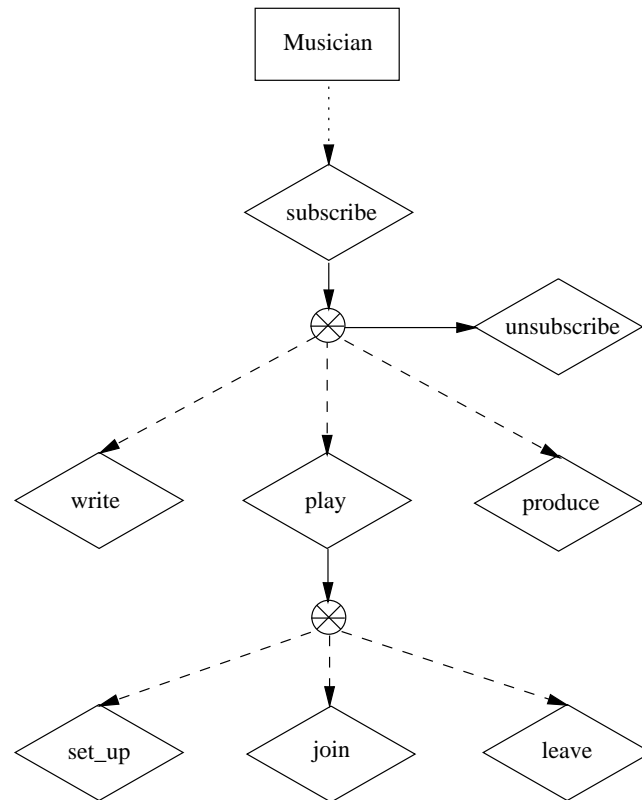 Musician
subscribe
unsubscribe
write
play
produce
set_up
join
leave